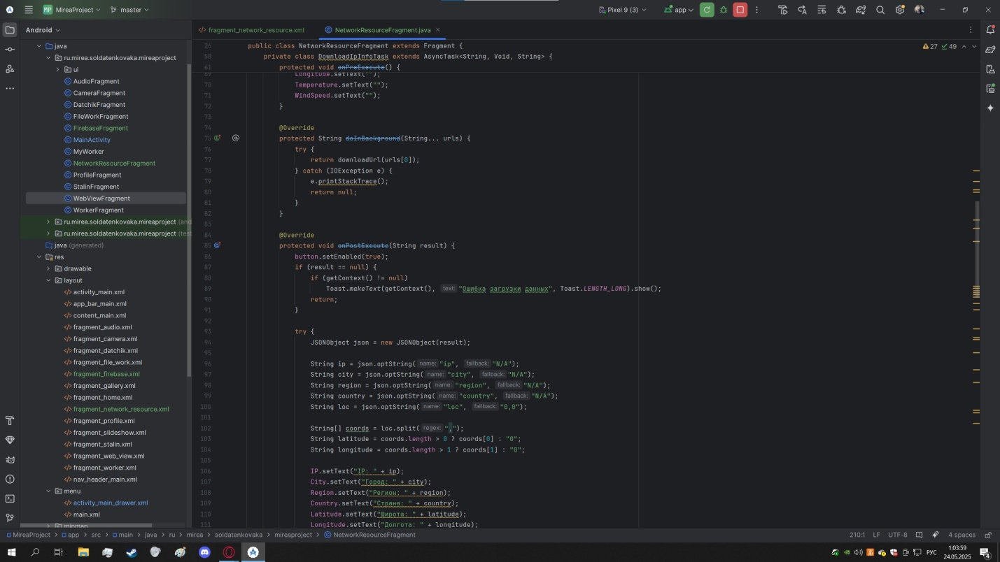 MP MireaProject master Pixel 9 (3) app
Android
java
ru.mirea.soldatenkovaka.mireaproject
ui
AudioFragment
CameraFragment
DatchikFragment
FileWorkFragment
FirebaseFragment
MainActivity
MyWorker
NetworkResourceFragment
ProfileFragment
StalinFragment
WebViewFragment
WorkerFragment
ru.mirea.soldatenkovaka.mireaproject (and
ru.mirea.soldatenkovaka.mireaproject (test
java (generated)
res
drawable
layout
activity_main.xml
app_bar_main.xml
content_main.xml
fragment_audio.xml
fragment_camera.xml
fragment_datchik.xml
fragment_file_work.xml
fragment_firebase.xml
fragment_gallery.xml
fragment_home.xml
fragment_network_resource.xml
fragment_profile.xml
fragment_slideshow.xml
fragment_stalin.xml
fragment_web_view.xml
fragment_worker.xml
nav_header_main.xml
menu
activity_main_drawer.xml
main.xml
mipmap
fragment_network_resource.xml NetworkResourceFragment.java
27 49
26 public class NetworkResourceFragment extends Fragment {
58 private class DownloadIpInfoTask extends AsyncTask<String, Void, String> {
61 protected void onPreExecute() {
69 Longitude.setText("");
70 Temperature.setText("");
71 WindSpeed.setText("");
72 }
73
74 @Override
75 @ protected String doInBackground(String... urls) {
76 try {
77 return downloadUrl(urls[0]);
78 } catch (IOException e) {
79 e.printStackTrace();
80 return null;
81 }
82 }
83
84 @Override
85 protected void onPostExecute(String result) {
86 button.setEnabled(true);
87 if (result == null) {
88 if (getContext() != null)
89 Toast.makeText(getContext(), text: "Ошибка загрузки данных", Toast.LENGTH_LONG).show();
90 return;
91 }
92
93 try {
94 JSONObject json = new JSONObject(result);
95
96 String ip = json.optString( name: "ip", fallback: "N/A");
97 String city = json.optString( name: "city", fallback: "N/A");
98 String region = json.optString( name: "region", fallback: "N/A");
99 String country = json.optString( name: "country", fallback: "N/A");
100 String loc = json.optString( name: "loc", fallback: "0,0");
101
102 String[] coords = loc.split( regex: ",");
103 String latitude = coords.length > 0 ? coords[0] : "0";
104 String longitude = coords.length > 1 ? coords[1] : "0";
105
106 IP.setText("IP: " + ip);
107 City.setText("Город: " + city);
108 Region.setText("Регион: " + region);
109 Country.setText("Страна: " + country);
110 Latitude.setText("Широта: " + latitude);
111 Longitude.setText("Долгота: " + longitude);
MireaProject > app > src > main > java > ru > mirea > soldatenkovaka > mireaproject > NetworkResourceFragment 210:1 LF UTF-8 4 spaces
РУС 1:03:59
24.05.2025
4